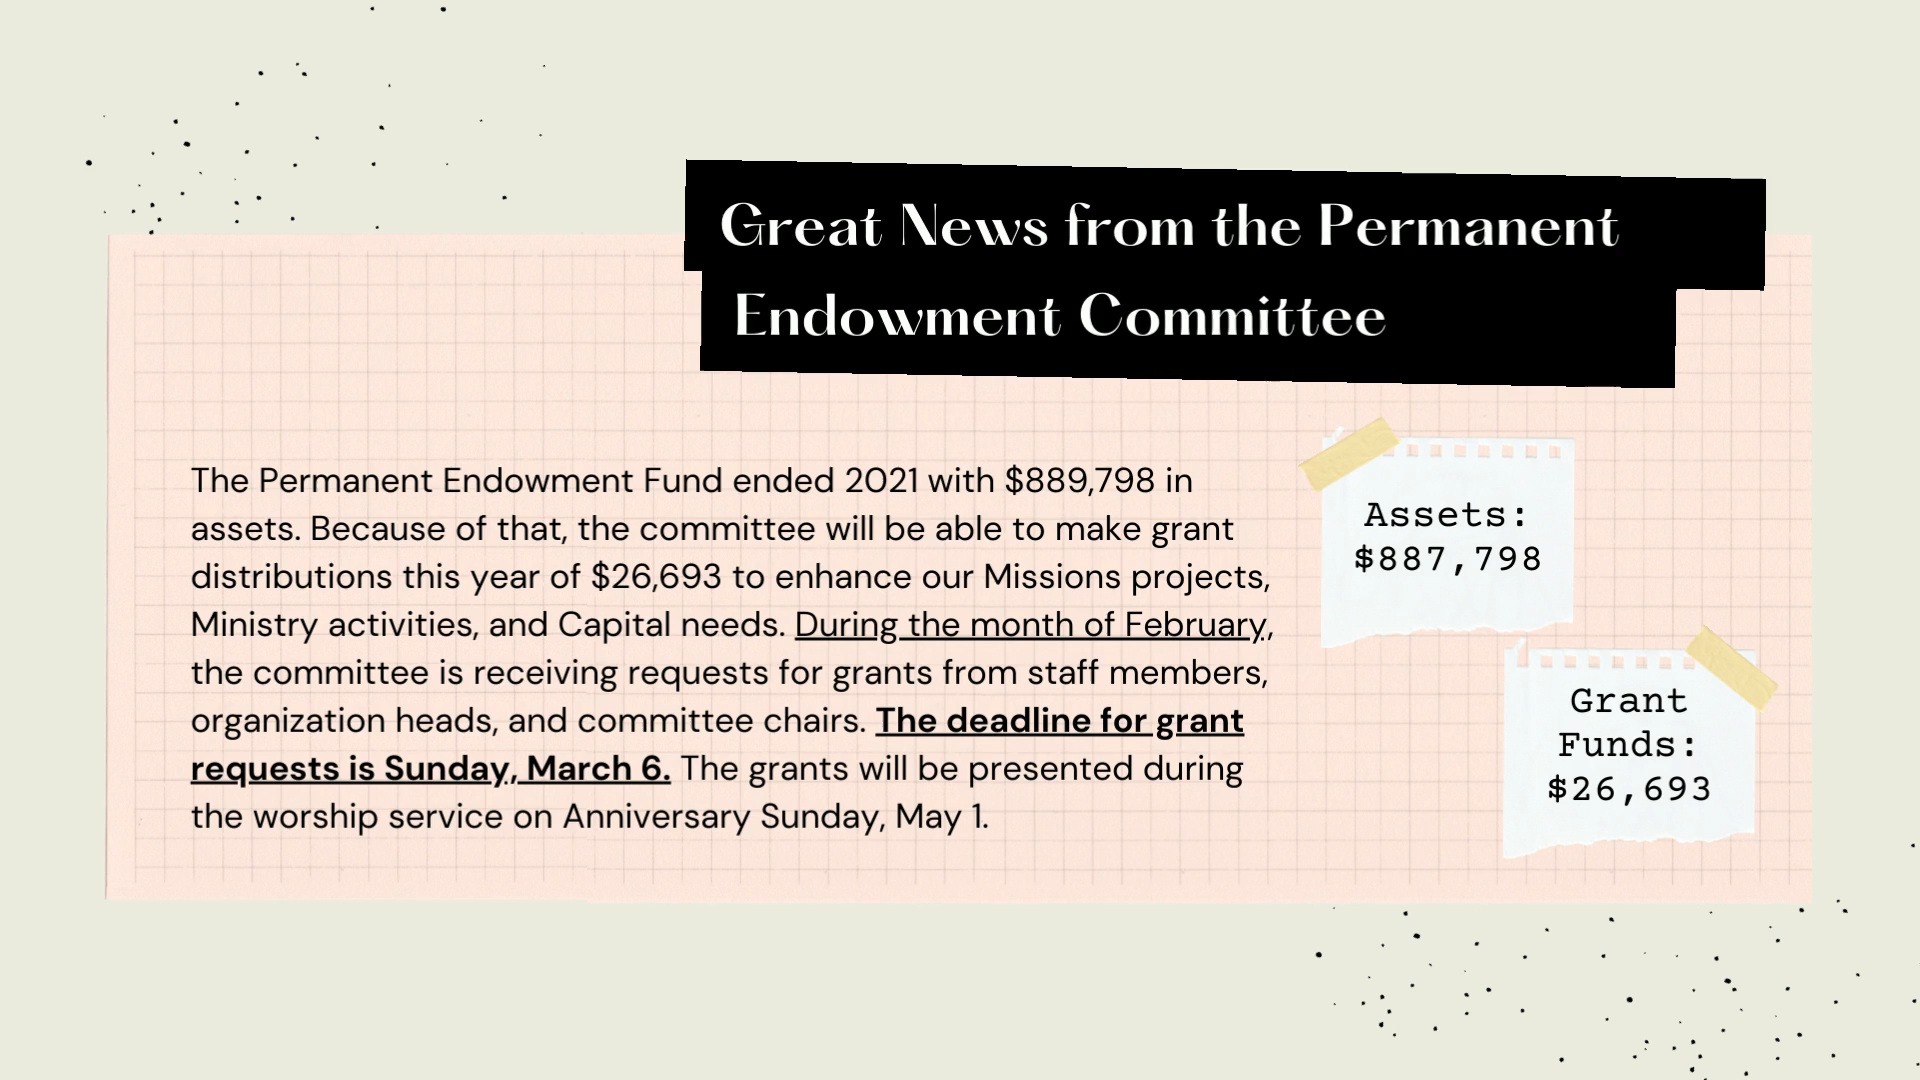 Great News from the Permanent
Endowment Committee
The Permanent Endowment Fund ended 2021 with $889,798 in
assets. Because of that, the committee will be able to make grant
distributions this year of $26,693 to enhance our Missions projects,
Ministry activities, and Capital needs. During the month of February,
the committee is receiving requests for grants from staff members,
organization heads, and committee chairs. The deadline for grant
requests is Sunday, March 6. The grants will be presented during
the worship service on Anniversary Sunday, May 1.
Assets:
$887,798
Grant
Funds:
$26,693